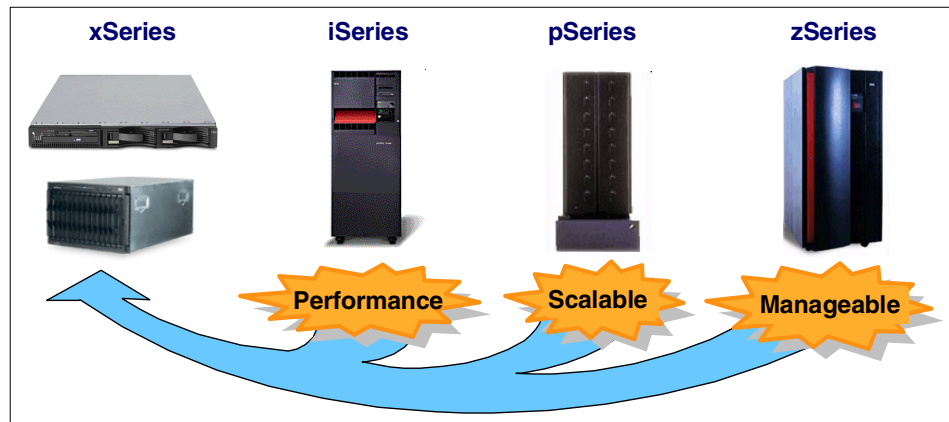 xSeries
iSeries
pSeries
zSeries
Performance
Scalable
Manageable